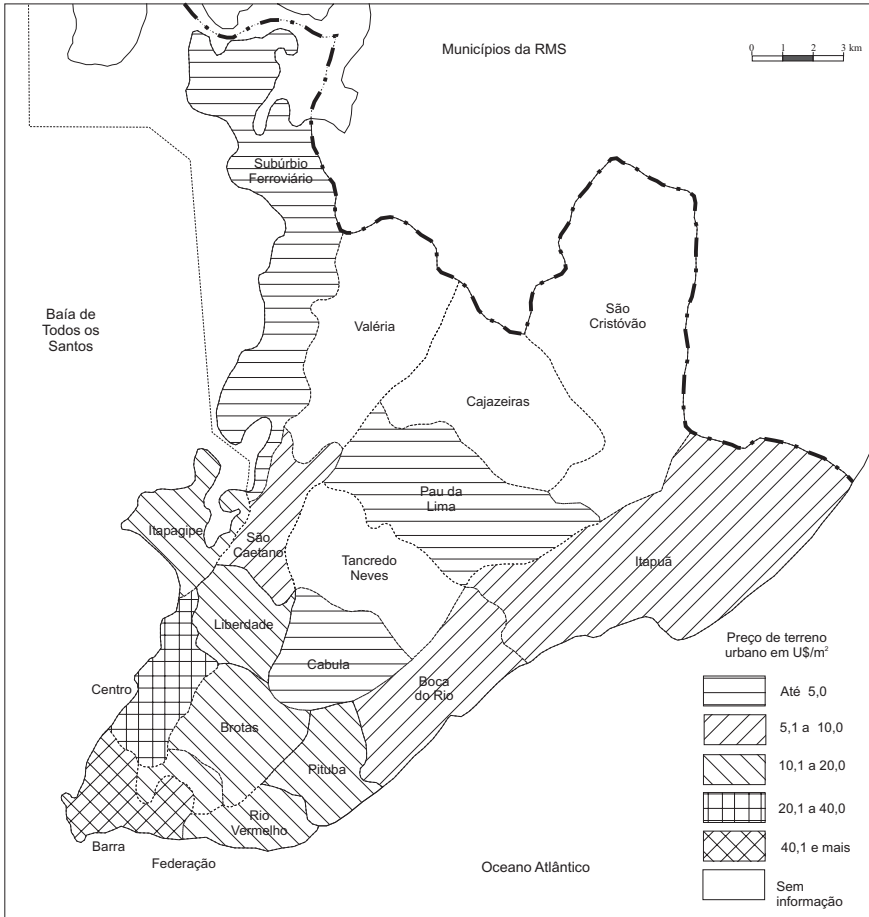 Municípios da RMS
0 1 2 3 km
Subúrbio
Ferroviário
Baía de
Todos os
Santos
Valéria
São
Cristóvão
Cajazeiras
Pau da
Lima
Itapagipe
São
Caetano
Tancredo
Neves
Itapuã
Liberdade
Cabula
Centro
Boca
do Rio
Brotas
Pituba
Rio
Vermelho
Barra
Federação
Oceano Atlântico
Preço de terreno
urbano em U$/m²
Até 5,0
5,1 a 10,0
10,1 a 20,0
20,1 a 40,0
40,1 e mais
Sem
informação